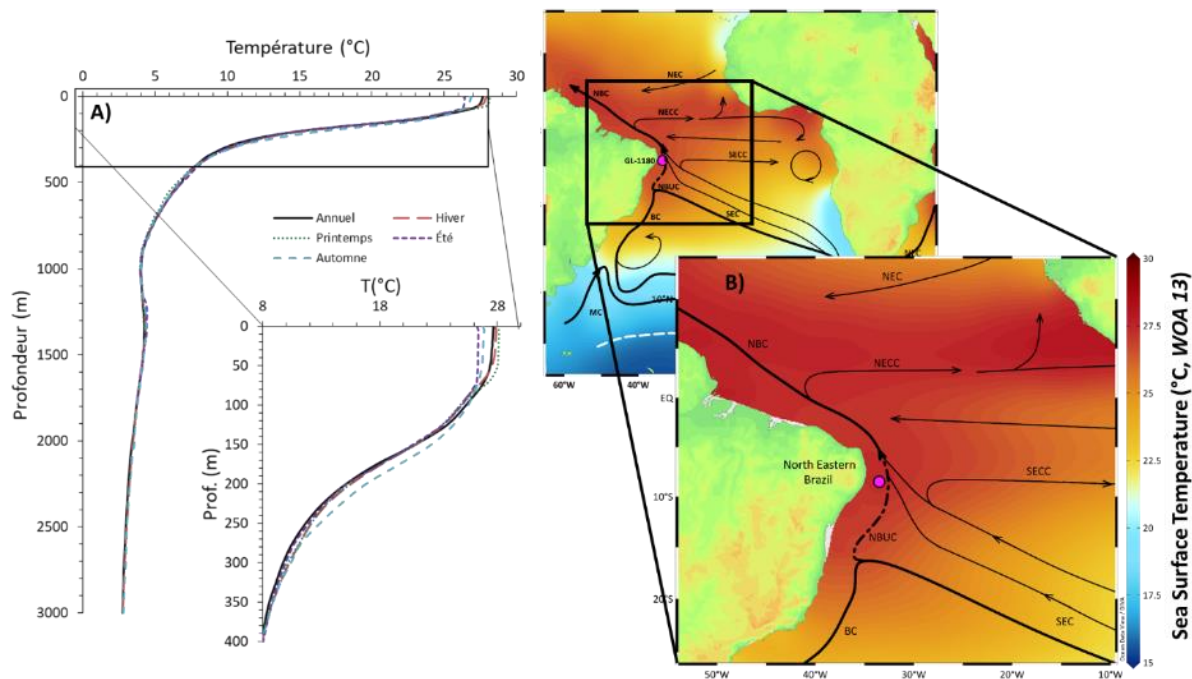 Température (°C)
0 5 10 15 20 25 30
A)
0
500
1000
1500
2000
2500
3000
Profondeur (m)
Annuel
Hiver
Printemps
Été
Automne
T(°C)
8 18 28
0
50
100
150
200
250
300
350
400
Prof. (m)
NEC
NBC
NECC
GL-1180
SECC
NBUC
BC
SEC
MC
60°W 40°W
B)
NEC
10°N
NBC
NECC
EQ
North Eastern
Brazil
SECC
10°S
NBUC
20°S
BC
SEC
50°W 40°W 30°W 20°W 10°W
Ocean Data View / DIVA
30
27.5
25
22.5
20
17.5
15
Sea Surface Temperature (°C, WOA 13)